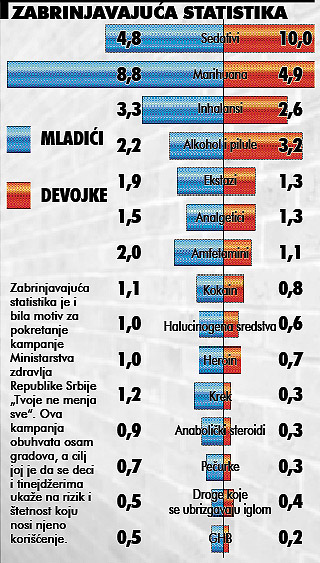 ZABRINJAVAJUĆA STATISTIKA
4,8 Sedativi 10,0
8,8 Marihuana 4,9
3,3 Inhalansi 2,6
MLADIĆI
2,2 Alkohol i pilule 3,2
1,9 Ekstazi 1,3
DEVOJKE
1,5 Analgetici 1,3
2,0 Amfetamini 1,1
1,1 Kokain 0,8
1,0 Halucinogena sredstva 0,6
1,0 Heroin 0,7
1,2 Krek 0,3
0,9 Anabolički steroidi 0,3
0,7 Pečurke 0,3
0,5 Droge koje
se ubrizgavaju iglom 0,4
0,5 GHB 0,2
Zabrinjavajuća
statistika je i
bila motiv za
pokretanje
kampanje
Ministarstva
zdravlja
Republike Srbije
„Tvoje ne menja
sve“. Ova
kampanja
obuhvata osam
gradova, a cilj
joj je da se deci
i tinejdžerima
ukaže na rizik i
štetnost koju
nosi njeno
korišćenje.